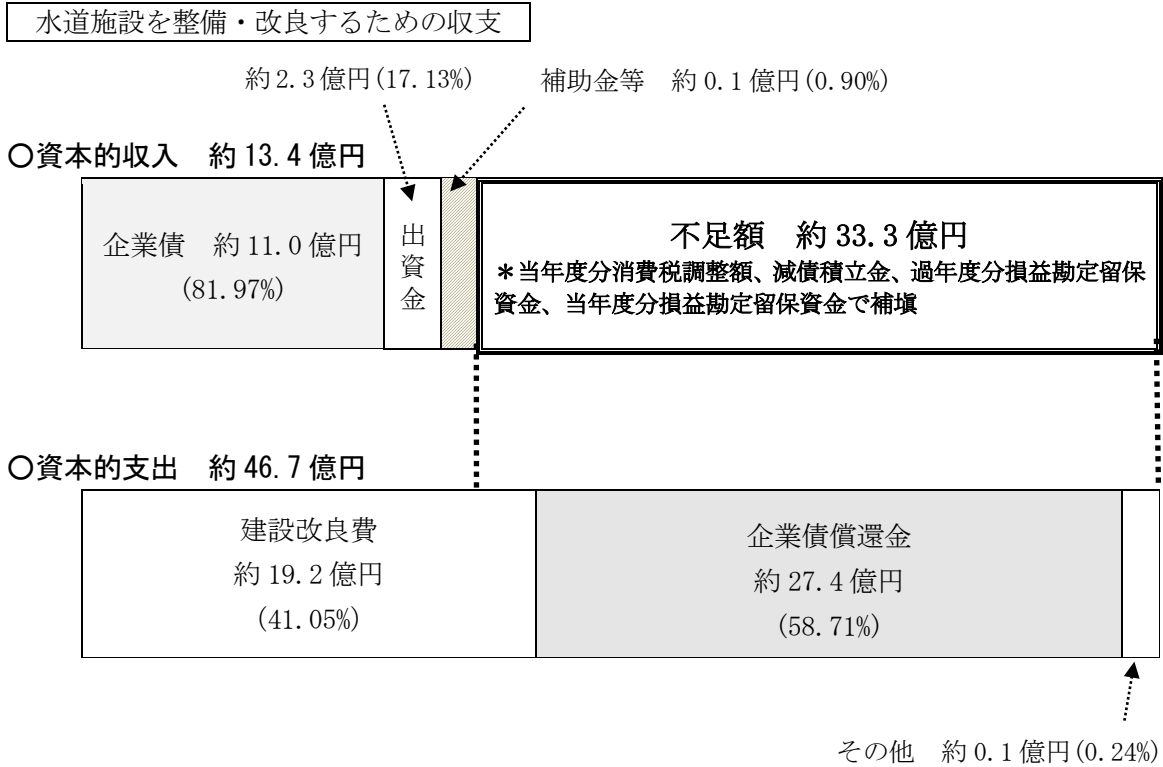 水道施設を整備・改良するための収支
約2.3億円(17.13%)
補助金等　約0.1億円(0.90%)
○資本的収入　約13.4億円
企業債　約11.0億円
(81.97%)
出
資
金
不足額　約33.3億円
＊当年度分消費税調整額、減債積立金、過年度分損益勘定留保
資金、当年度分損益勘定留保資金で補塡
○資本的支出　約46.7億円
建設改良費
約19.2億円
(41.05%)
企業債償還金
約27.4億円
(58.71%)
その他　約0.1億円(0.24%)